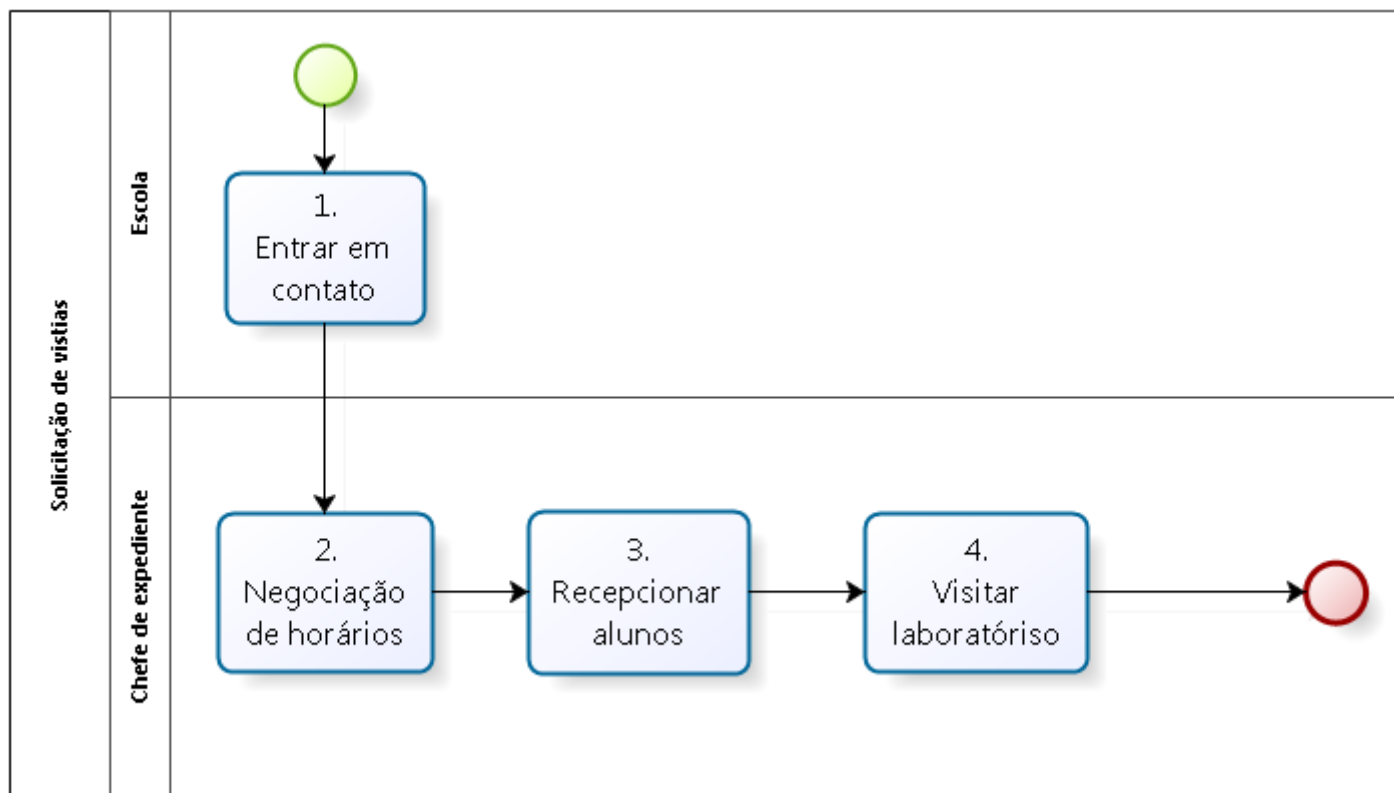 Solicitação de vistias
Escola
1.
Entrar em
contato
Chefe de expediente
2.
Negociação
de horários
3.
Recepcionar
alunos
4.
Visitar
laboratóriso